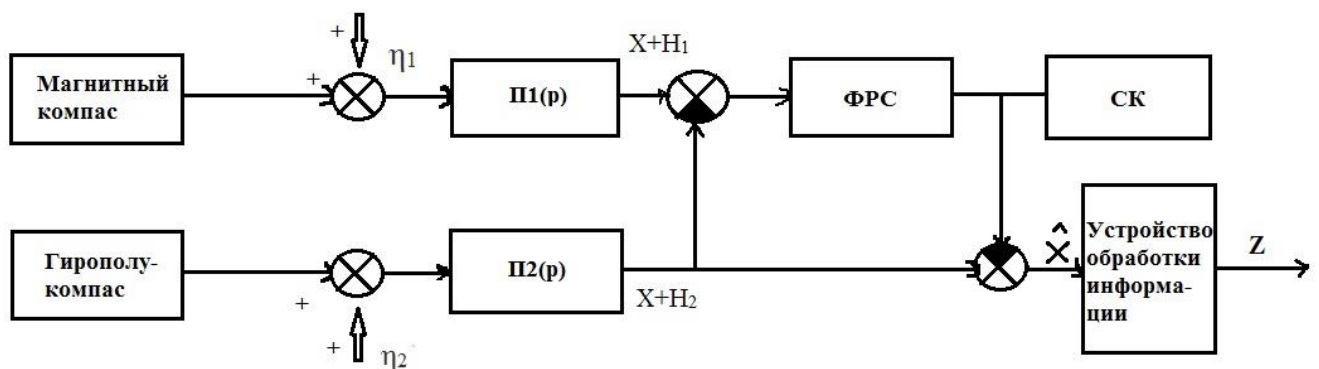 +
η1
X+H1
Магнитный
компас
+
П1(р)
ФРС
СК
Гирополу-
компас
+
П2(р)
X+H2
^
X
Устройство
обработки
информа-
ции
Z
+
η2